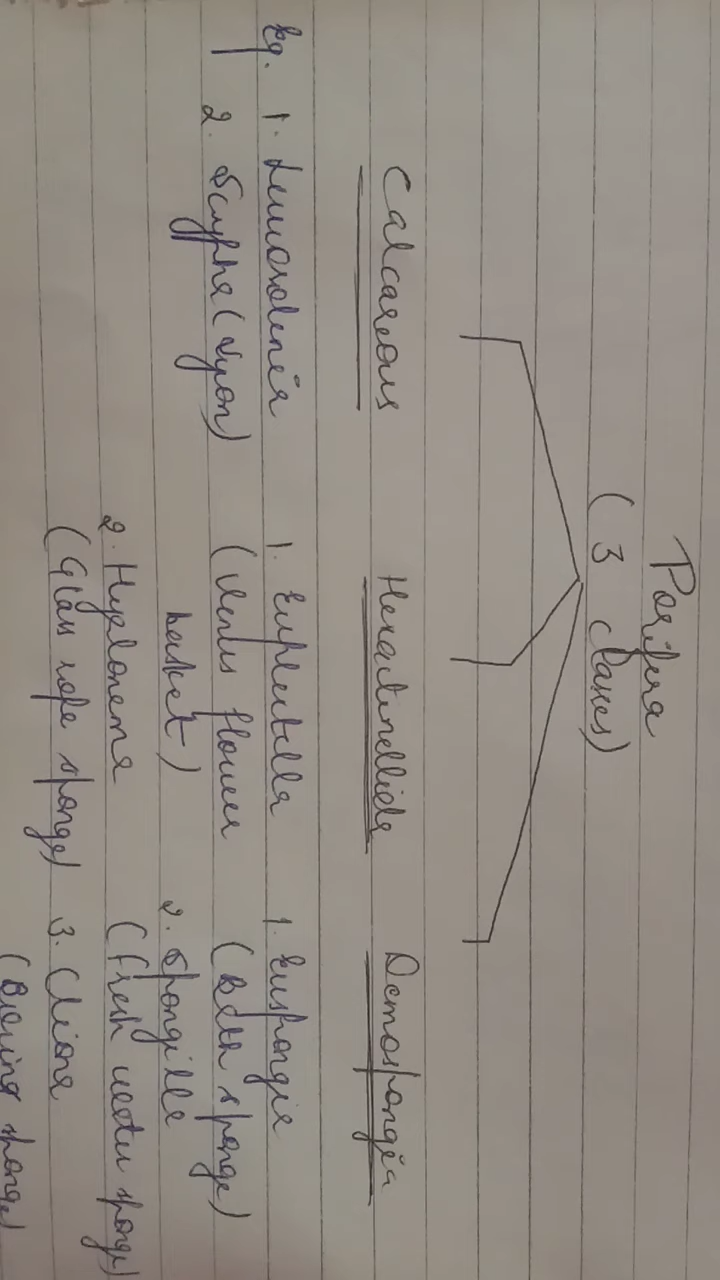 Porifera
( 3 classes)
Calcareous
Eg. 1. Leucosolenia
2. Scypha (Sycon)
Hexactinellida
1. Euplectella
(Venus flower
basket)
2. Hyalonema
(Glass rope sponge)
Demospongia
1. Euspongia
(Bath sponge)
2. Spongilla
(fresh water sponge)
3. Cliona
(Boring sponge)